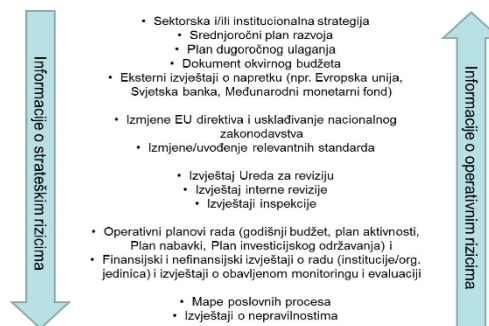 Informacije o strateškim rizicima
• Sektorska i/ili institucionalna strategija
• Srednjoročni plan razvoja
• Plan dugoročnog ulaganja
• Dokument okvirnog budžeta
• Eksterni izvještaji o napretku (npr. Evropska unija,
Svjetska banka, Međunarodni monetarni fond)
• Izmjene EU direktiva i usklađivanje nacionalnog
zakonodavstva
• Izmjene/uvođenje relevantnih standarda
• Izvještaj Ureda za reviziju
• Izvještaj interne revizije
• Izvještaji inspekcije
• Operativni planovi rada (godišnji budžet, plan aktivnosti,
Plan nabavki, Plan investicijskog održavanja) i
• Finansijski i nefinansijski izvještaji o radu (institucije/org.
jedinica) i izvještaji o obavljenom monitoringu i evaluaciji
• Mape poslovnih procesa
• Izvještaji o nepravilnostima
Informacije o operativnim rizicima